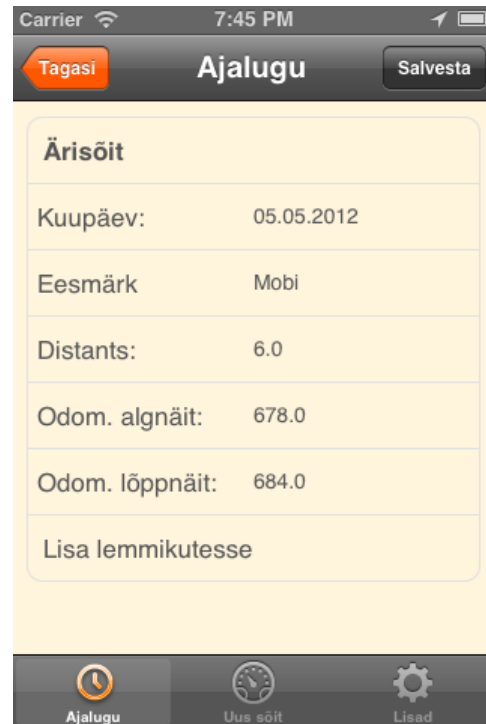 Carrier 7:45 PM
Tagasi Ajalugu Salvesta
Ärisõit
Kuupäev: 05.05.2012
Eesmärk Mobi
Distants: 6.0
Odom. algnäit: 678.0
Odom. lõppnäit: 684.0
Lisa lemmikutesse
Ajalugu Uus sõit Lisad